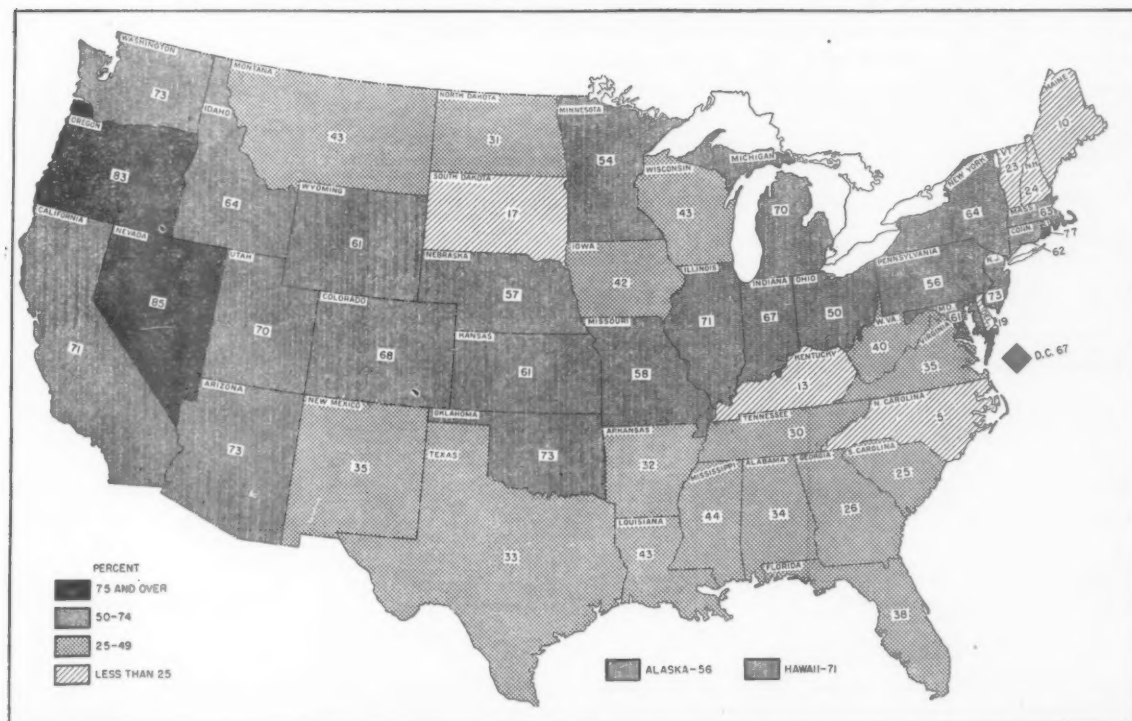 WASHINGTON
73
MONTANA
43
NORTH DAKOTA
31
MINNESOTA
54
OREGON
83
IDAHO
64
WYOMING
61
SOUTH DAKOTA
17
WISCONSIN
43
MICHIGAN
70
NEW YORK
64
VT.
23
N.H.
24
MAINE
10
MASS.
63
CONN.
77
62
CALIFORNIA
71
NEVADA
85
UTAH
70
COLORADO
68
NEBRASKA
57
IOWA
42
ILLINOIS
71
INDIANA
67
OHIO
50
PENNSYLVANIA
56
N.J.
73
MD.
61
DEL.
19
D.C. 67
KANSAS
61
MISSOURI
58
W. VA.
40
VIRGINIA
35
KENTUCKY
13
ARIZONA
73
NEW MEXICO
35
OKLAHOMA
73
TEXAS
33
ARKANSAS
32
TENNESSEE
30
N. CAROLINA
5
S. CAROLINA
25
MISSISSIPPI
44
ALABAMA
34
GEORGIA
26
LOUISIANA
43
FLORIDA
38
PERCENT
75 AND OVER
50-74
25-49
LESS THAN 25
ALASKA-56
HAWAII-71